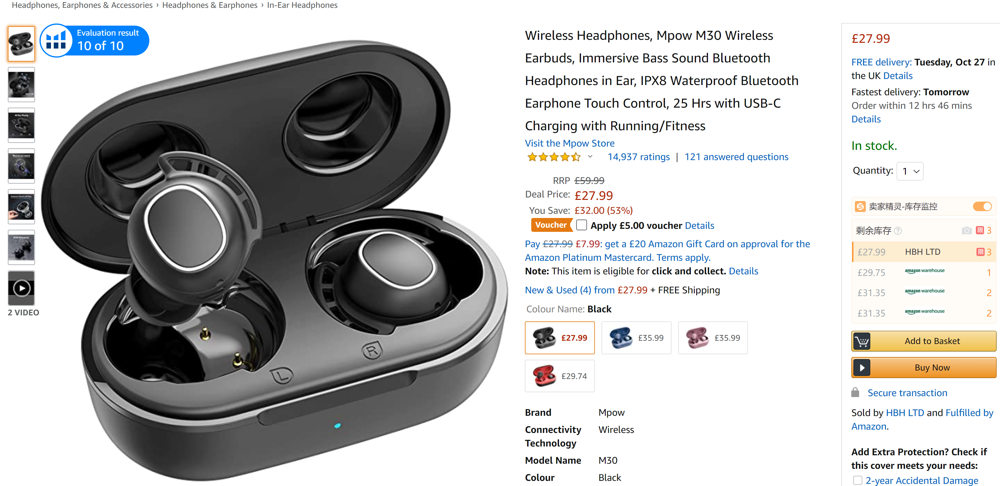 Headphones, Earphones & Accessories › Headphones & Earphones › In-Ear Headphones
Evaluation result
10 of 10
2 VIDEO
L
R
Wireless Headphones, Mpow M30 Wireless
Earbuds, Immersive Bass Sound Bluetooth
Headphones in Ear, IPX8 Waterproof Bluetooth
Earphone Touch Control, 25 Hrs with USB-C
Charging with Running/Fitness
Visit the Mpow Store
14,937 ratings | 121 answered questions
RRP £59.99
Deal Price: £27.99
You Save: £32.00 (53%)
Voucher Apply £5.00 voucher Details
Pay £27.99 £7.99: get a £20 Amazon Gift Card on approval for the
Amazon Platinum Mastercard. Terms apply.
Note: This item is eligible for click and collect. Details
New & Used (4) from £27.99 + FREE Shipping
Colour Name: Black
£27.99 £35.99 £35.99
£29.74
Brand Mpow
Connectivity Wireless
Technology
Model Name M30
Colour Black
£27.99
FREE delivery: Tuesday, Oct 27 in
the UK Details
Fastest delivery: Tomorrow
Order within 12 hrs 46 mins
Details
In stock.
Quantity: 1
卖家精灵-库存监控
剩余库存 ? 限 3
£27.99 HBH LTD 限 3
£29.75 amazon warehouse 1
£31.35 amazon warehouse 2
£31.35 amazon warehouse 2
Add to Basket
Buy Now
Secure transaction
Sold by HBH LTD and Fulfilled by
Amazon.
Add Extra Protection? Check if
this cover meets your needs:
2-year Accidental Damage